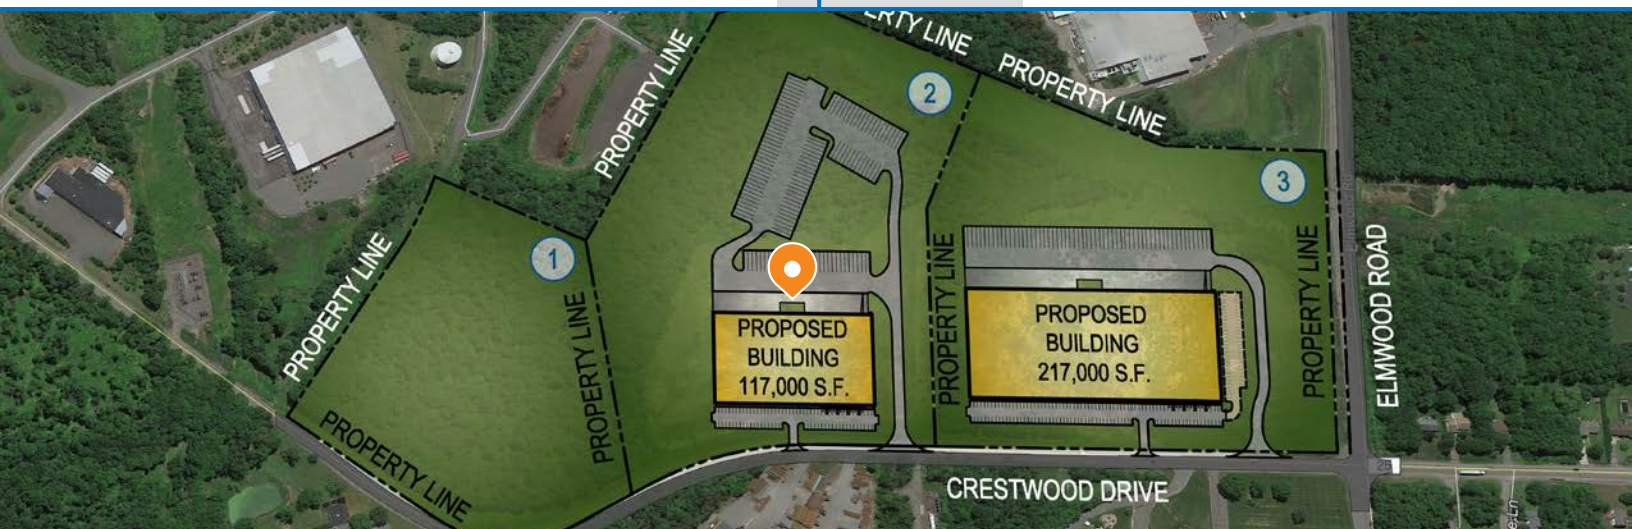 PROPERTY LINE
PROPERTY LINE
2
PROPERTY LINE
3
1
PROPERTY LINE
PROPERTY LINE
PROPERTY LINE
PROPERTY LINE
PROPERTY LINE
PROPOSED
BUILDING
117,000 S.F.
PROPOSED
BUILDING
217,000 S.F.
ELMWOOD ROAD
PROPERTY LINE
CRESTWOOD DRIVE